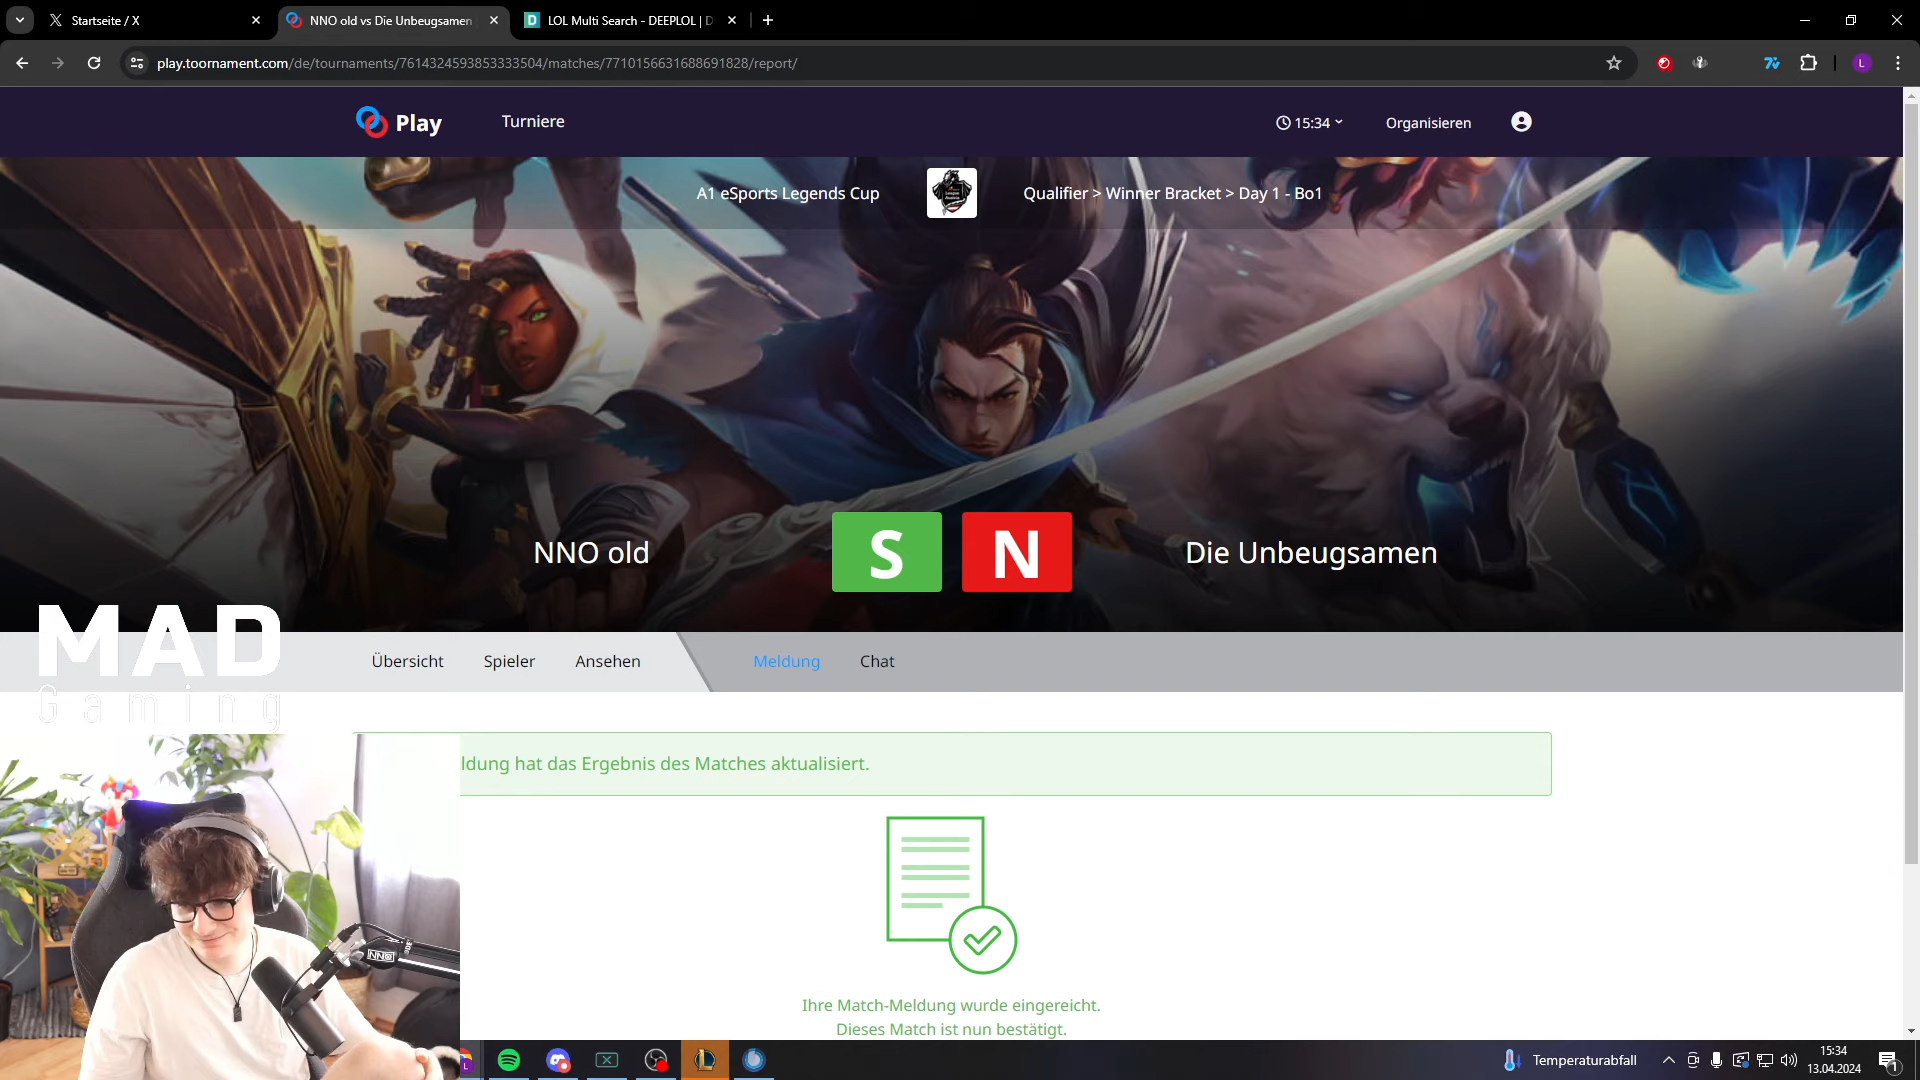 Startseite / X
NNO old vs Die Unbeugsamen
LOL Multi Search - DEEPLOL | D
play.toornament.com/de/tournaments/7614324593853333504/matches/7710156631688691828/report/
L
Play
Turniere
15:34
Organisieren
A1 eSports Legends Cup
Qualifier > Winner Bracket > Day 1 - Bo1
NNO old
S
N
Die Unbeugsamen
MAD
Gaming
Übersicht
Spieler
Ansehen
Meldung
Chat
ldung hat das Ergebnis des Matches aktualisiert.
Ihre Match-Meldung wurde eingereicht.
Dieses Match ist nun bestätigt.
NNO
L
Temperaturabfall
15:34
13.04.2024
1